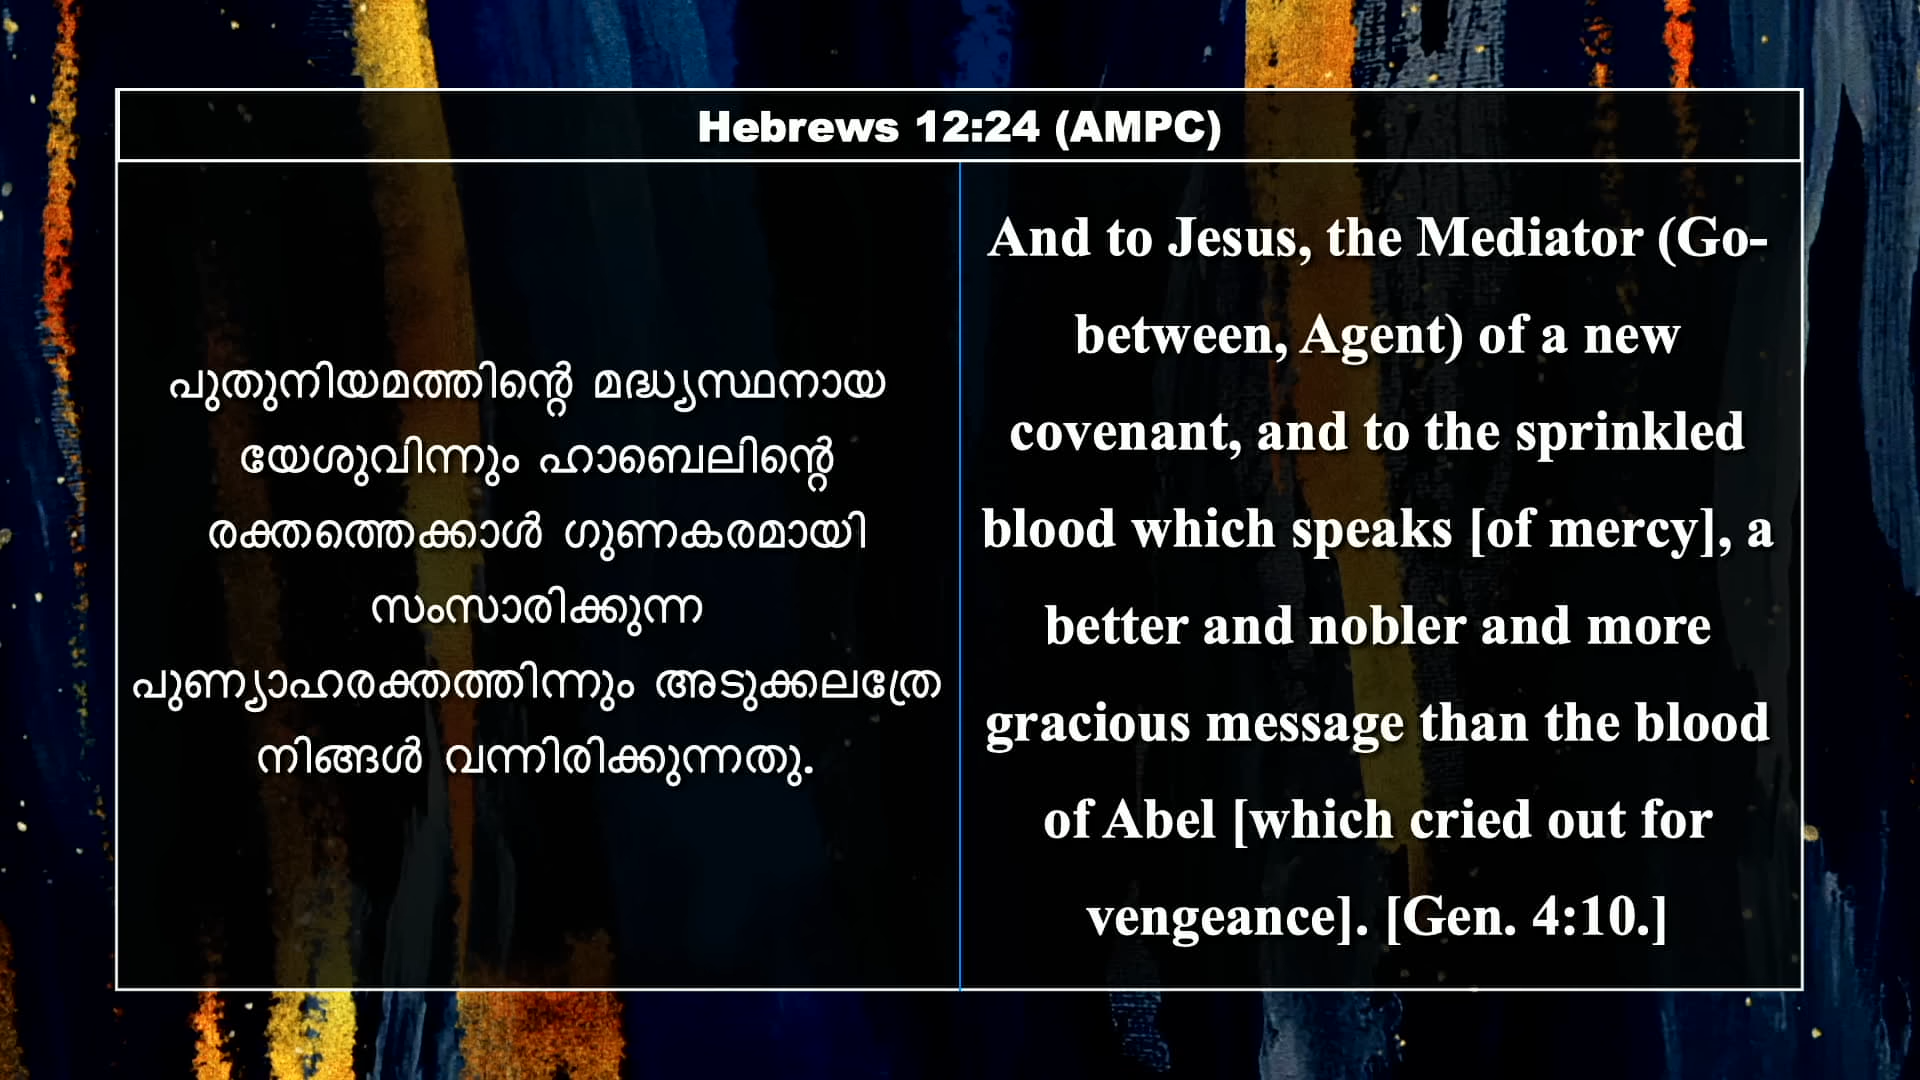 Hebrews 12:24 (AMPC)
പുതുനിയമത്തിന്റെ മദ്ധ്യസ്ഥനായ
യേശുവിന്നും ഹാബെലിന്റെ
രക്തത്തെക്കാൾ ഗുണകരമായി
സംസാരിക്കുന്ന
പുണ്യാഹരക്തത്തിന്നും അടുക്കലത്രേ
നിങ്ങൾ വന്നിരിക്കുന്നതു.
And to Jesus, the Mediator (Go-
between, Agent) of a new
covenant, and to the sprinkled
blood which speaks [of mercy], a
better and nobler and more
gracious message than the blood
of Abel [which cried out for
vengeance]. [Gen. 4:10.]